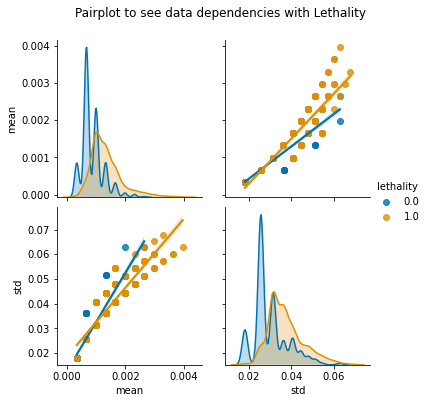 Pairplot to see data dependencies with Lethality
0.004
0.003
0.002
0.001
0.000
mean
lethality
0.0
1.0
0.07
0.06
0.05
0.04
0.03
0.02
std
0.000 0.002 0.004
mean
0.02 0.04 0.06
std